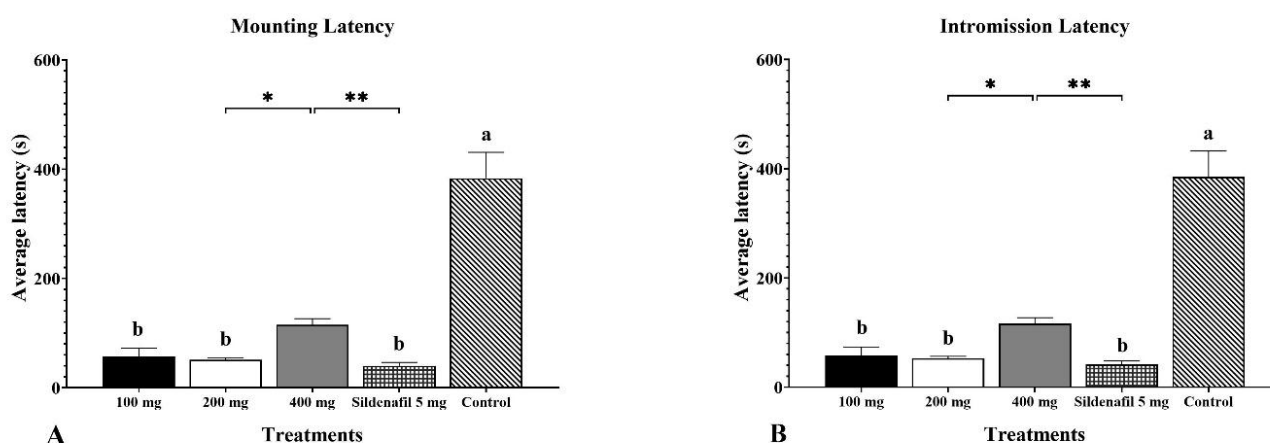 Mounting Latency
600
400
200
0
Average latency (s)
*
**
a
b
b
b
100 mg
200 mg
400 mg
Sildenafil 5 mg
Control
A
Treatments
Intromission Latency
600
400
200
0
Average latency (s)
*
**
a
b
b
b
100 mg
200 mg
400 mg
Sildenafil 5 mg
Control
B
Treatments